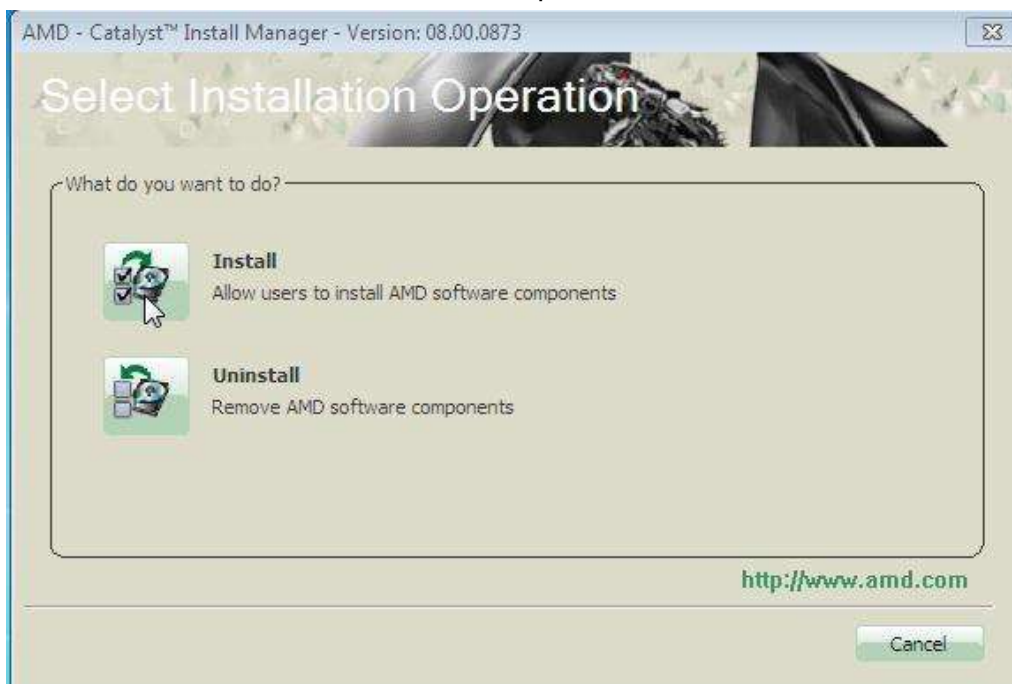 AMD - Catalyst™ Install Manager - Version: 08.00.0873
Select Installation Operation
What do you want to do?
Install
Allow users to install AMD software components
Uninstall
Remove AMD software components
http://www.amd.com
Cancel